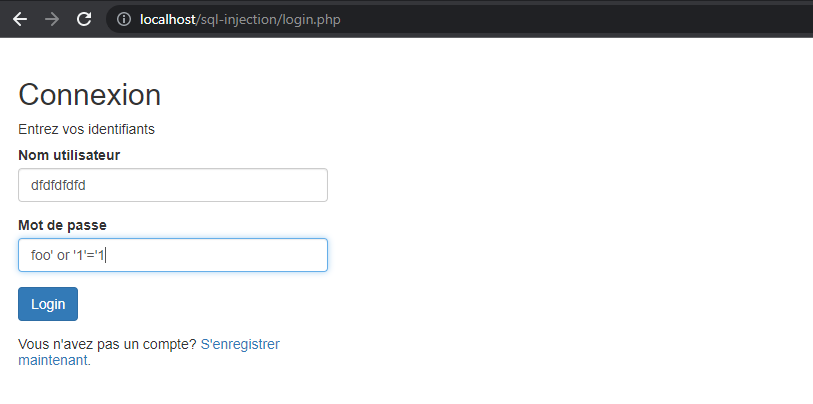 localhost/sql-injection/login.php
Connexion
Entrez vos identifiants
Nom utilisateur
dfdfdfdfd
Mot de passe
foo' or '1'='1
Login
Vous n'avez pas un compte? S'enregistrer
maintenant.